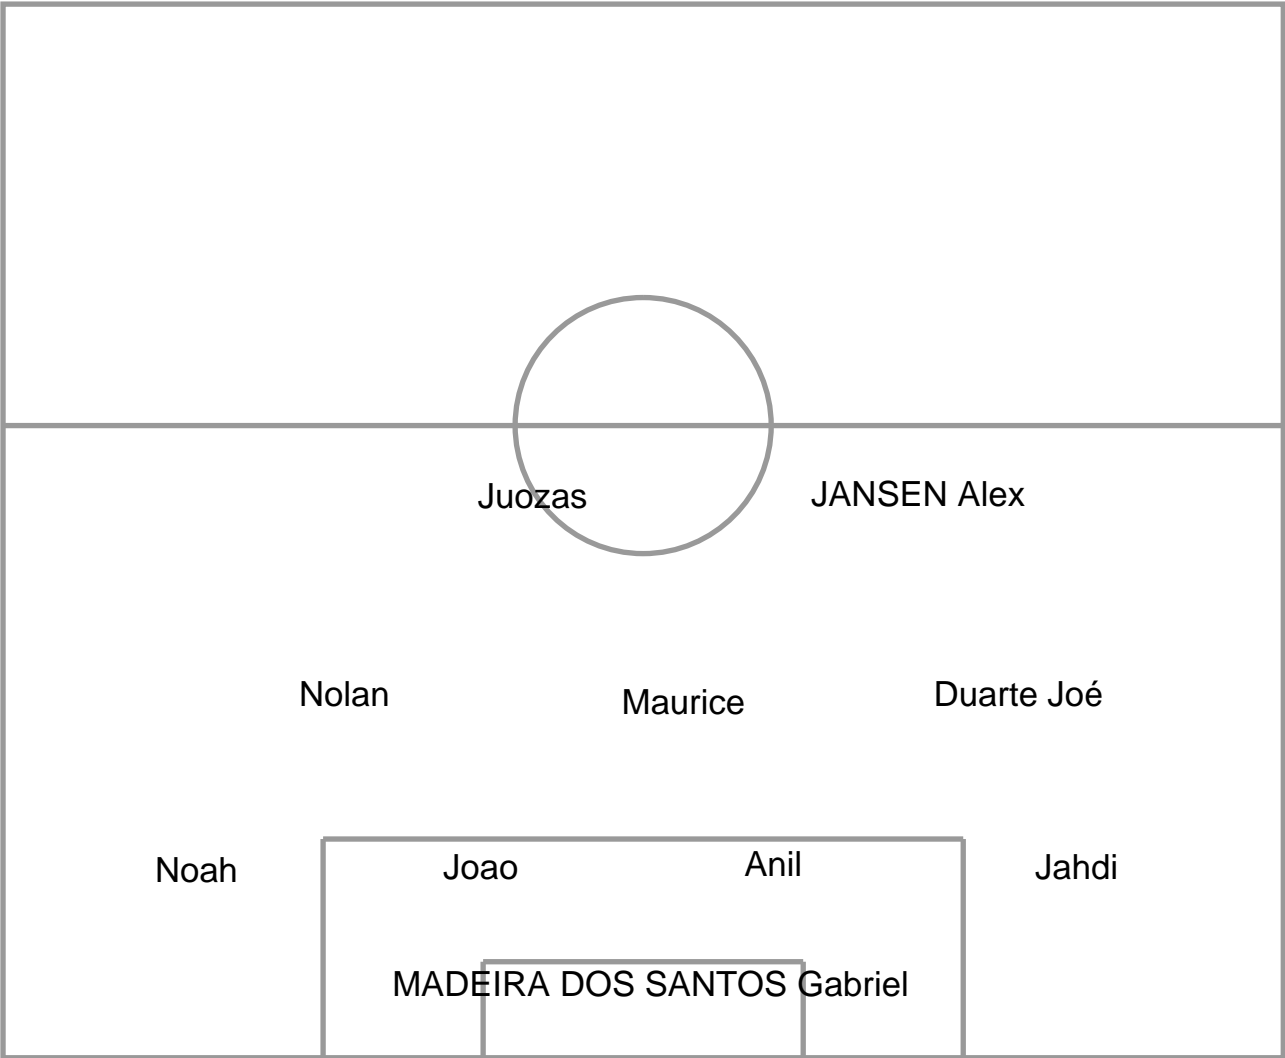 Juozas
JANSEN Alex
Nolan
Maurice
Duarte Joé
Noah
Joao
Anil
Jahdi
MADEIRA DOS SANTOS Gabriel